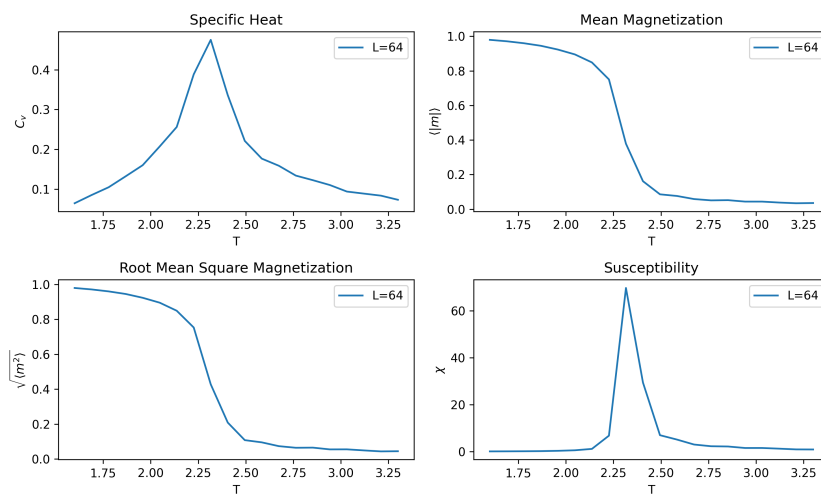 Specific Heat
L=64
0.4
0.3
0.2
0.1
C_v
1.75 2.00 2.25 2.50 2.75 3.00 3.25
T
Mean Magnetization
L=64
1.0
0.8
0.6
0.4
0.2
0.0
⟨|m|⟩
1.75 2.00 2.25 2.50 2.75 3.00 3.25
T
Root Mean Square Magnetization
L=64
1.0
0.8
0.6
0.4
0.2
0.0
√⟨m²⟩
1.75 2.00 2.25 2.50 2.75 3.00 3.25
T
Susceptibility
L=64
60
40
20
0
χ
1.75 2.00 2.25 2.50 2.75 3.00 3.25
T